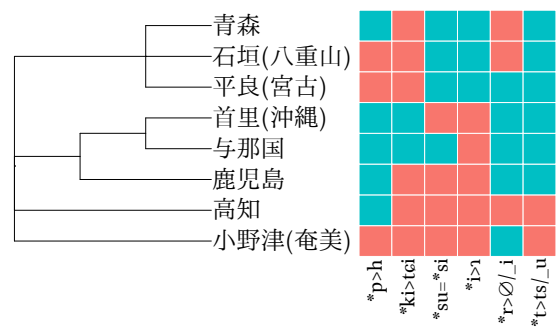 青森
石垣(八重山)
平良(宮古)
首里(沖縄)
与那国
鹿児島
高知
小野津(奄美)
*p>h
*ki>tɕi
*su=*si
*i>ɿ
*r>∅/_i
*t>ts/_u